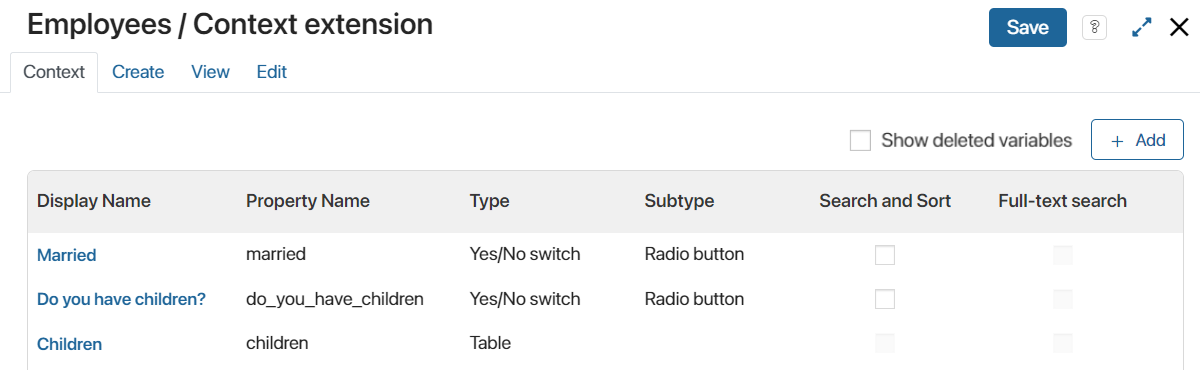 Employees / Context extension
Save
?
Context Create View Edit
Show deleted variables
+ Add
Display Name Property Name Type Subtype Search and Sort Full-text search
Married married Yes/No switch Radio button
Do you have children? do_you_have_children Yes/No switch Radio button
Children children Table